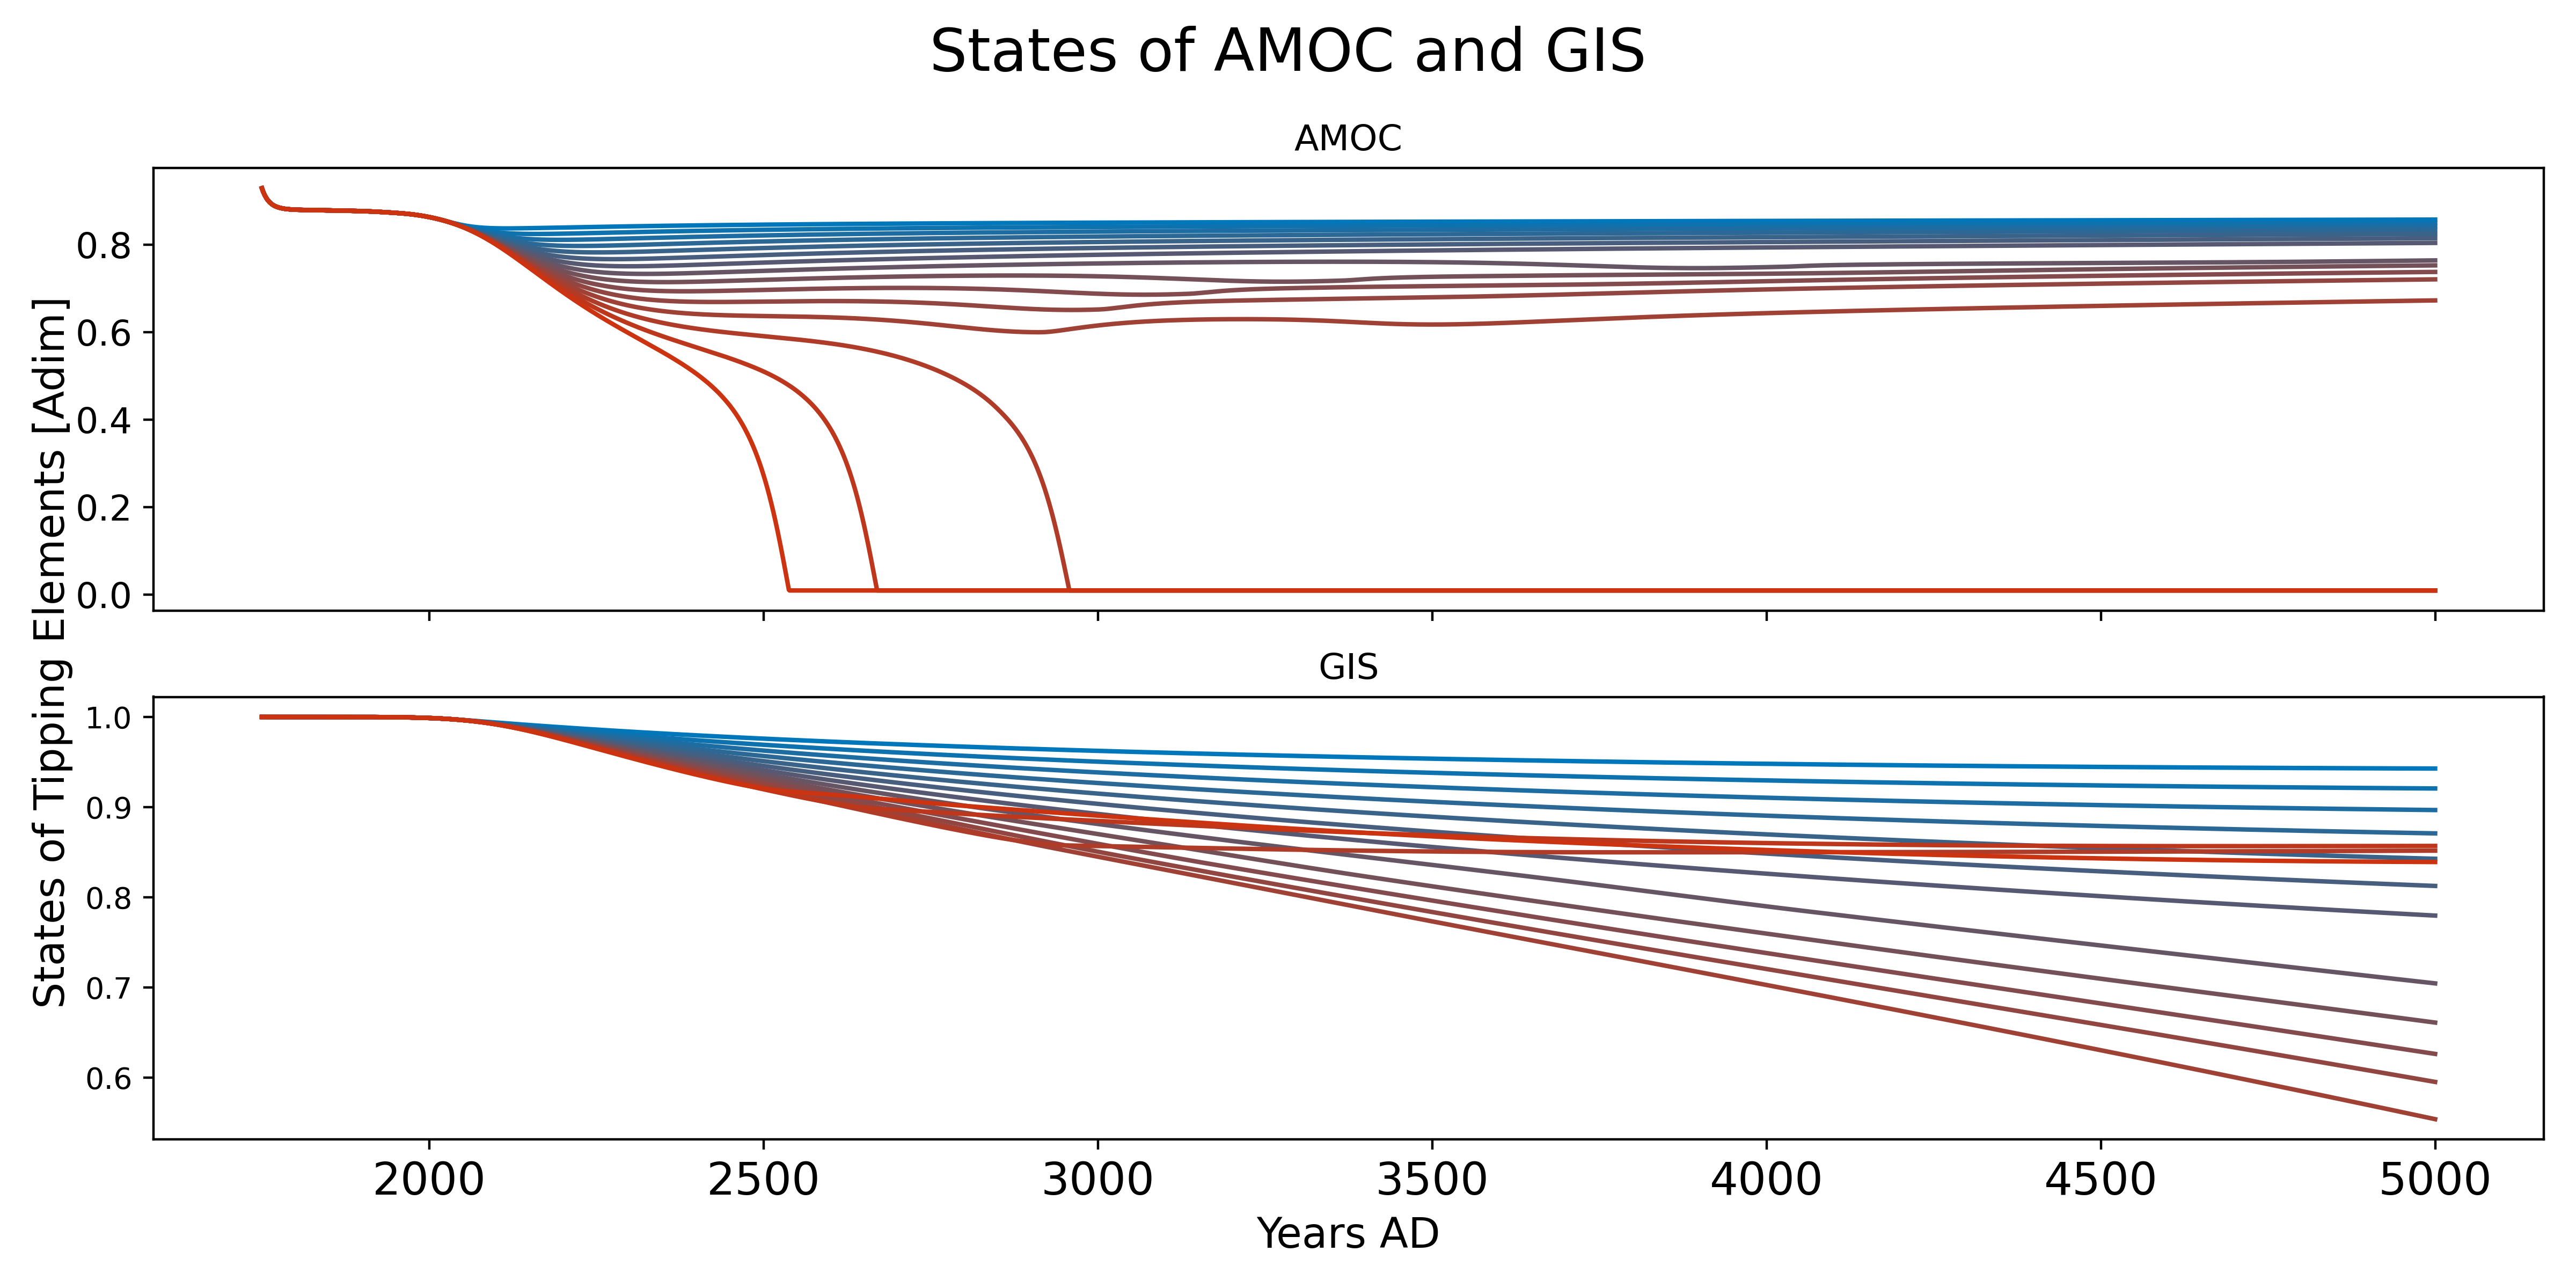 States of AMOC and GIS
AMOC
0.8
0.6
0.4
0.2
0.0
States of Tipping Elements [Adim]
GIS
1.0
0.9
0.8
0.7
0.6
2000 2500 3000 3500 4000 4500 5000
Years AD